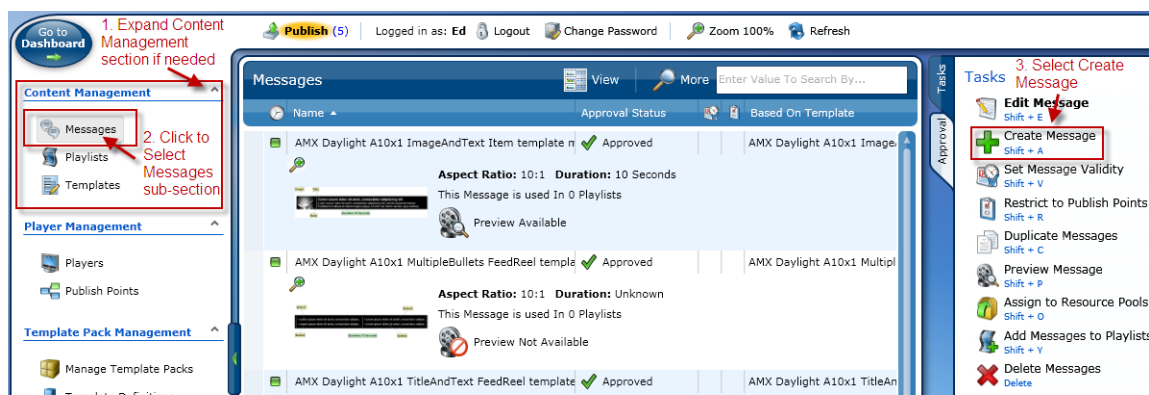 Go to
Dashboard
1. Expand Content
Management
section if needed
Publish (5) Logged in as: Ed Logout Change Password Zoom 100% Refresh
Content Management
Messages
Playlists
Templates
2. Click to
Select
Messages
sub-section
Player Management
Players
Publish Points
Template Pack Management
Manage Template Packs
Messages View More Enter Value To Search By...
Name Approval Status Based On Template
AMX Daylight A10x1 ImageAndText Item template m Approved AMX Daylight A10x1 Image
Aspect Ratio: 10:1 Duration: 10 Seconds
This Message is used In 0 Playlists
Preview Available
AMX Daylight A10x1 MultipleBullets FeedReel templa Approved AMX Daylight A10x1 Multipl
Aspect Ratio: 10:1 Duration: Unknown
This Message is used In 0 Playlists
Preview Not Available
AMX Daylight A10x1 TitleAndText FeedReel template Approved AMX Daylight A10x1 TitleAn
Tasks
Approval
Tasks
3. Select Create
Message
Edit Message
Shift + E
Create Message
Shift + A
Set Message Validity
Shift + V
Restrict to Publish Points
Shift + R
Duplicate Messages
Shift + C
Preview Message
Shift + P
Assign to Resource Pools
Shift + O
Add Messages to Playlists
Shift + Y
Delete Messages
Delete